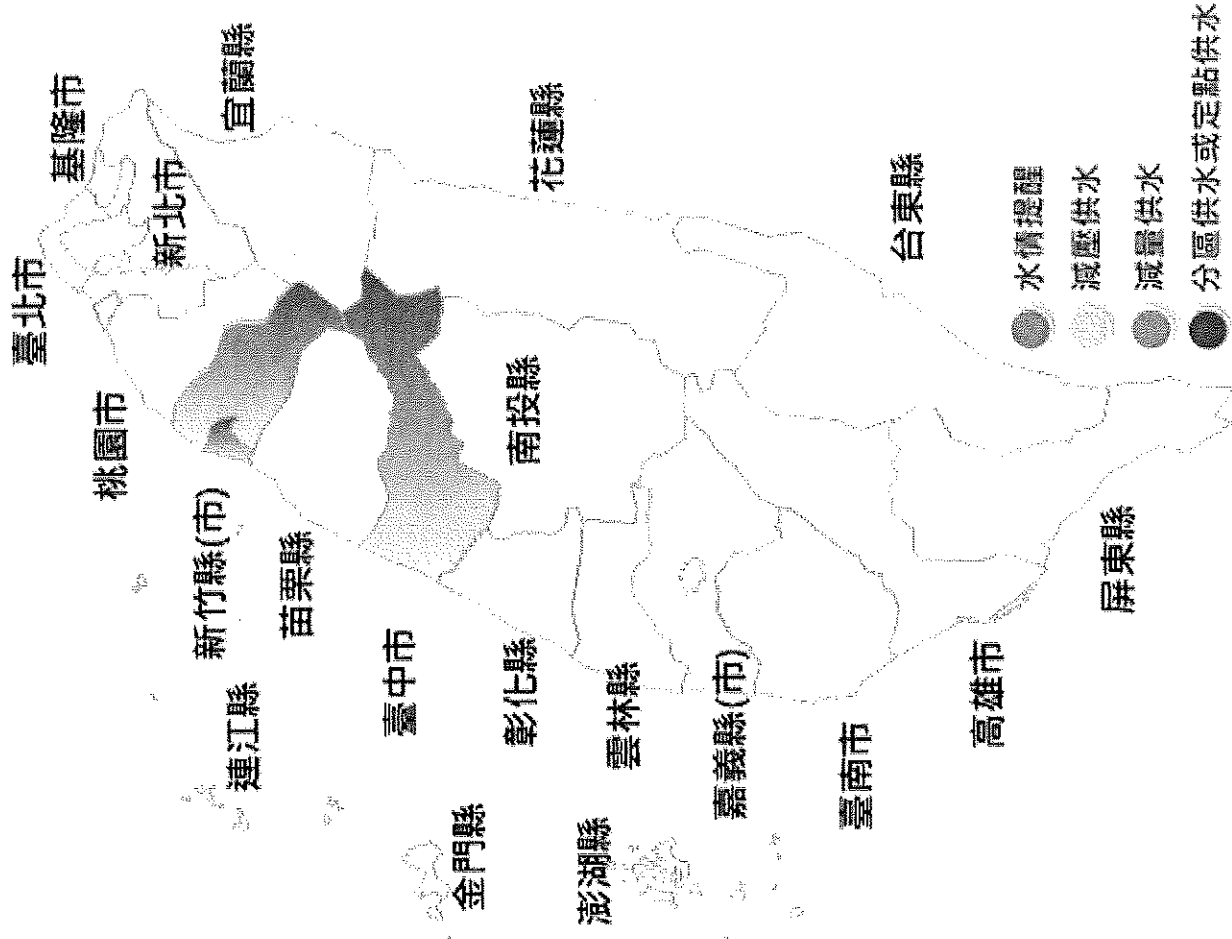 基隆市
臺北市
宜蘭縣
新北市
桃園市
花蓮縣
新竹縣(市)
苗栗縣
南投縣
連江縣
臺中市
台東縣
彰化縣
雲林縣
金門縣
嘉義縣(市)
澎湖縣
臺南市
高雄市
屏東縣
水情提醒
減壓供水
減量供水
分區供水或定點供水